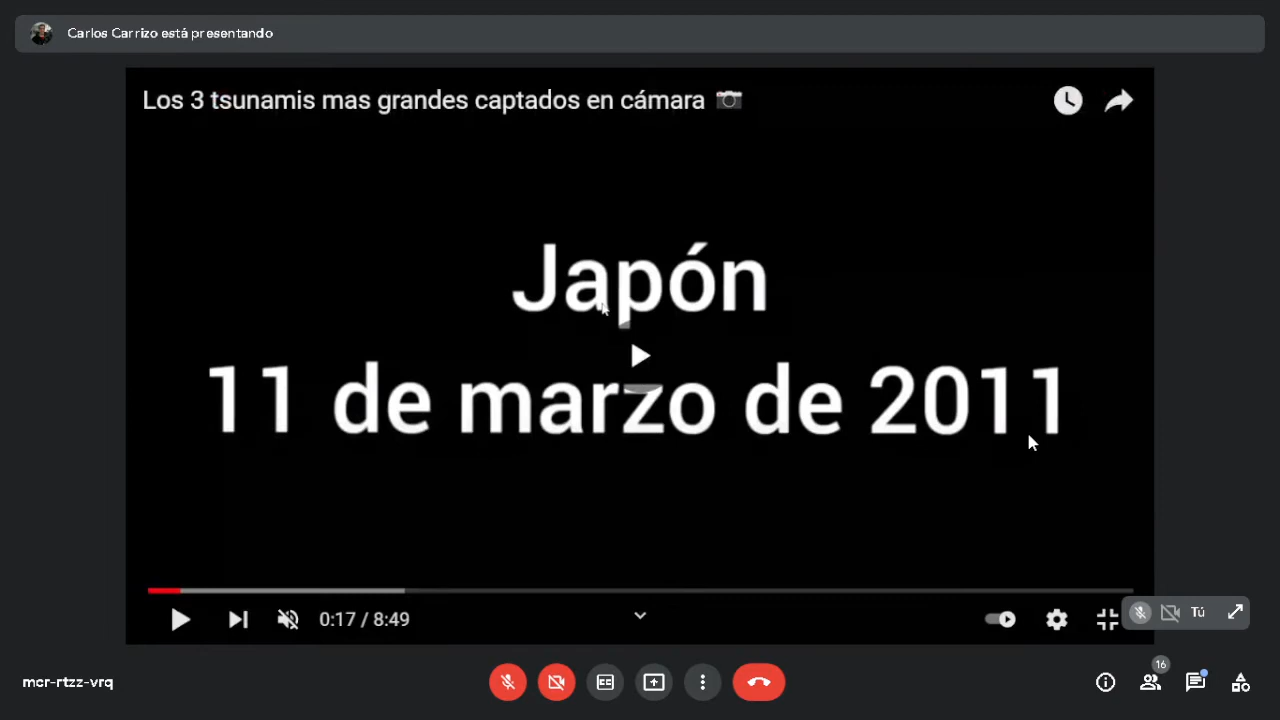 Carlos Carrizo está presentando
Los 3 tsunamis mas grandes captados en cámara
Japón
11 de marzo de 2011
0:17 / 8:49
Tú
mcr-rtzz-vrq
16